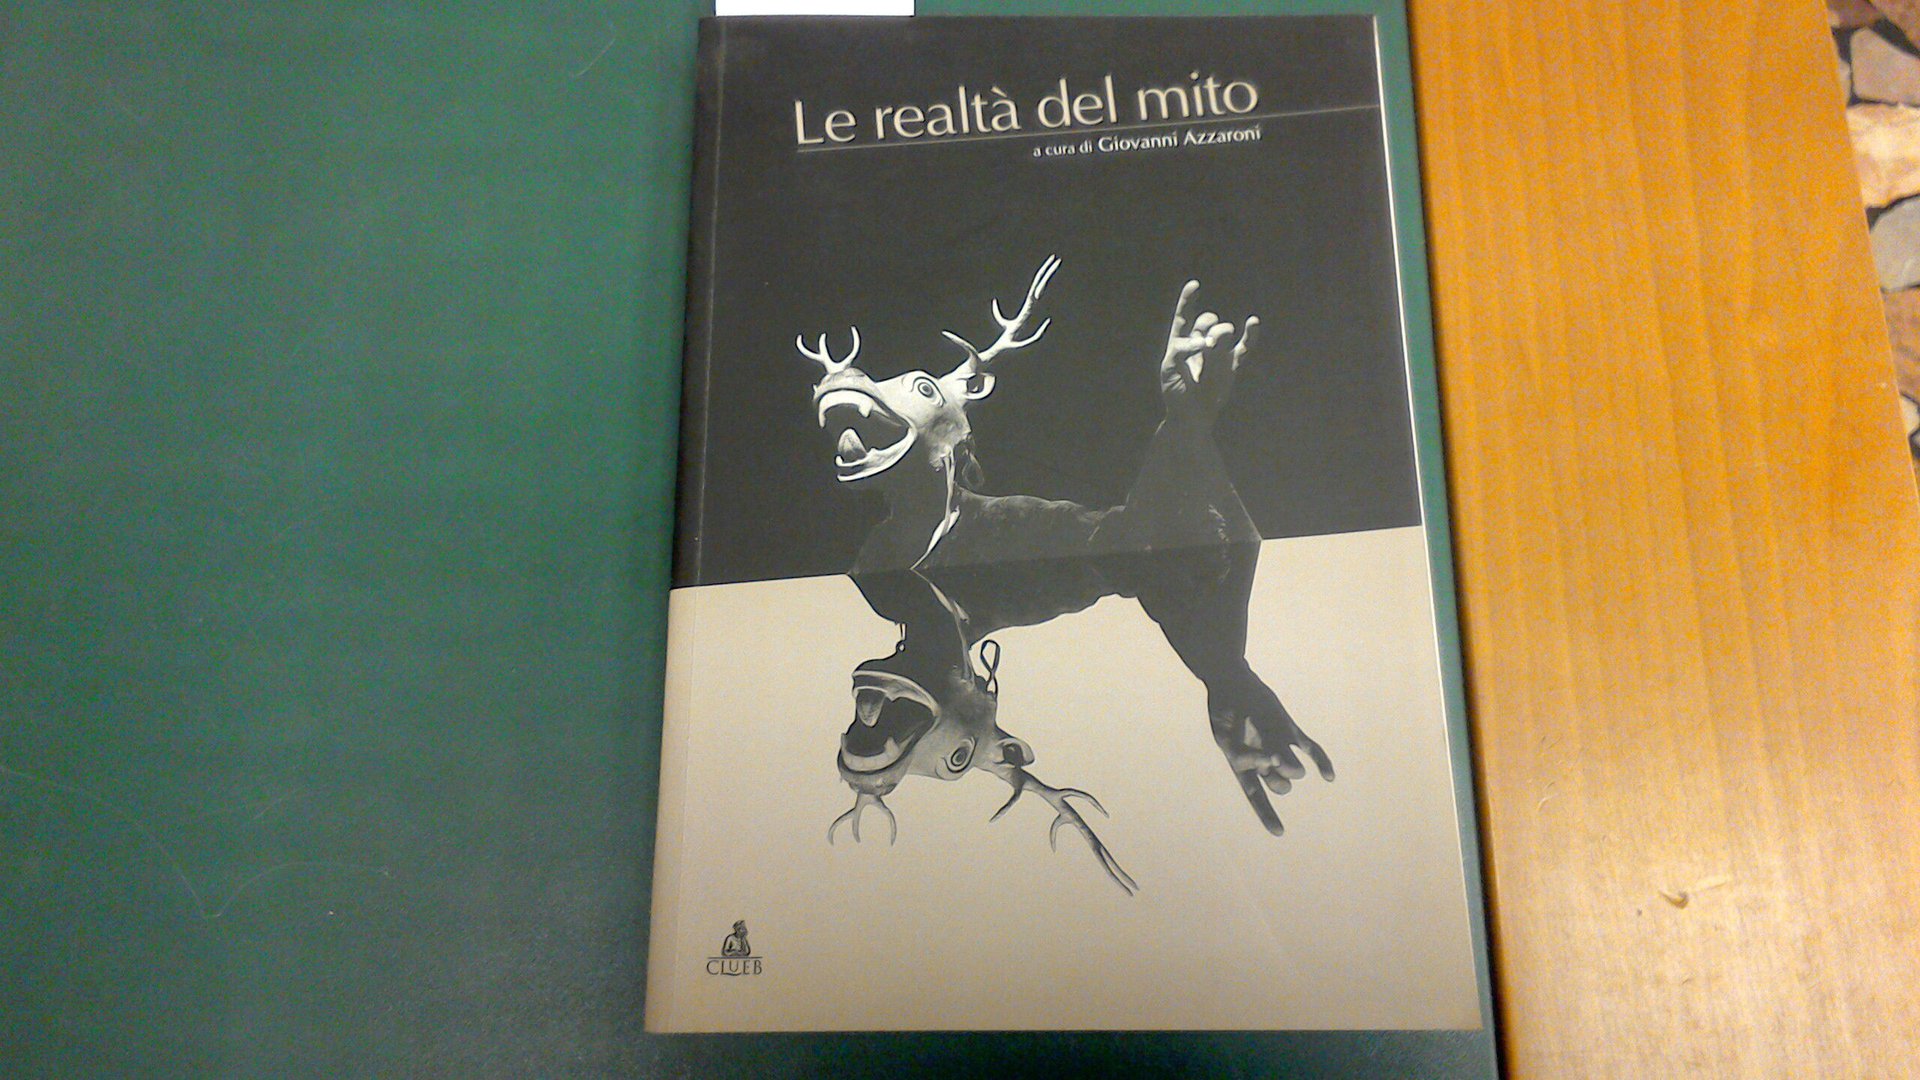 Le realtà del mito
a cura di Giovanni Azzaroni
CLUEB